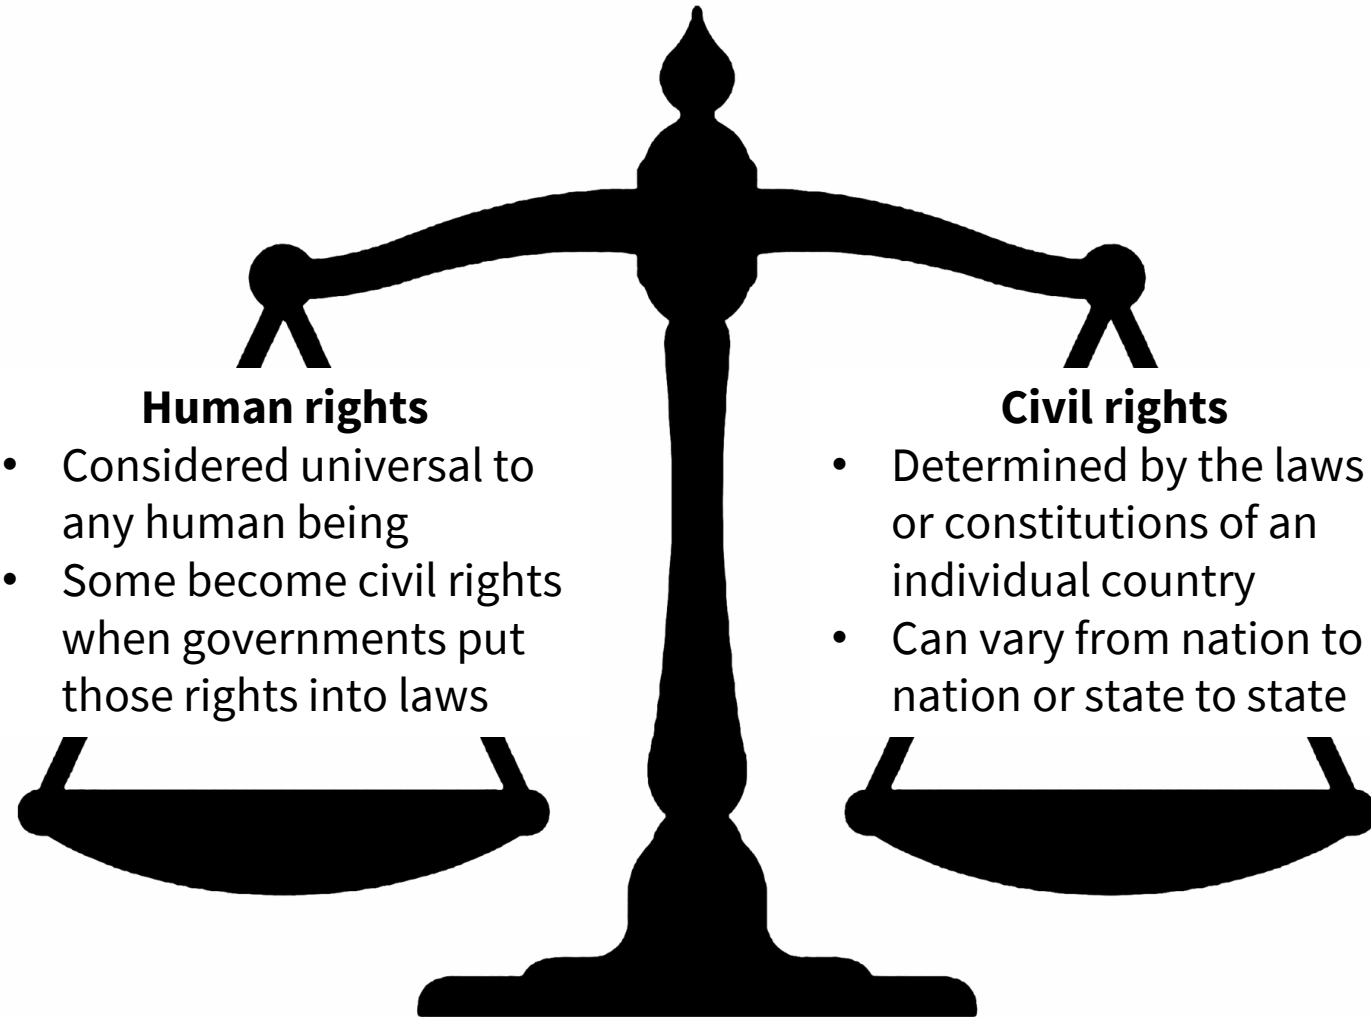 Human rights
• Considered universal to
any human being
• Some become civil rights
when governments put
those rights into laws
Civil rights
• Determined by the laws
or constitutions of an
individual country
• Can vary from nation to
nation or state to state